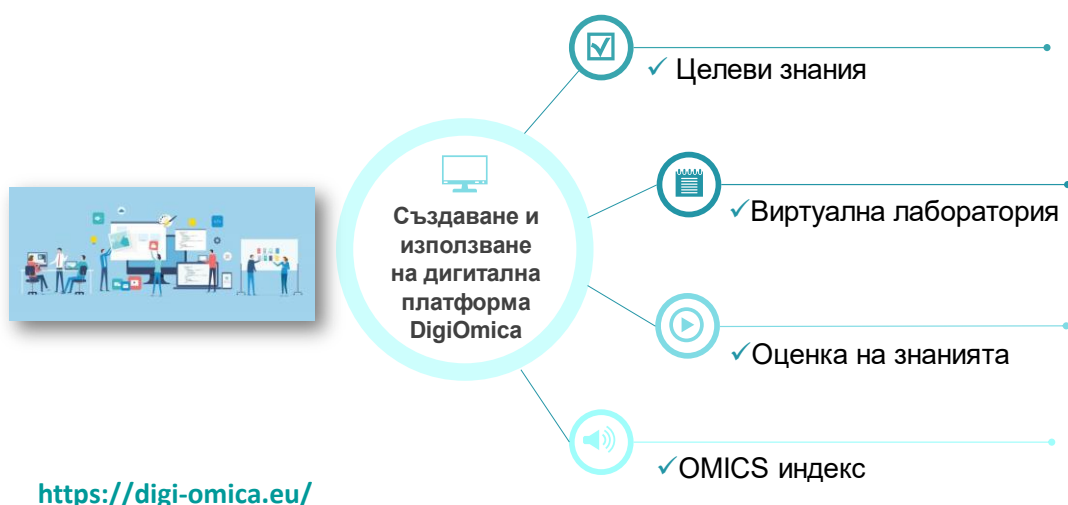 ✓ Целеви знания
✓Виртуална лаборатория
Създаване и
използване
на дигитална
платформа
DigiOmica
✓Оценка на знанията
✓OMICS индекс
https://digi-omica.eu/